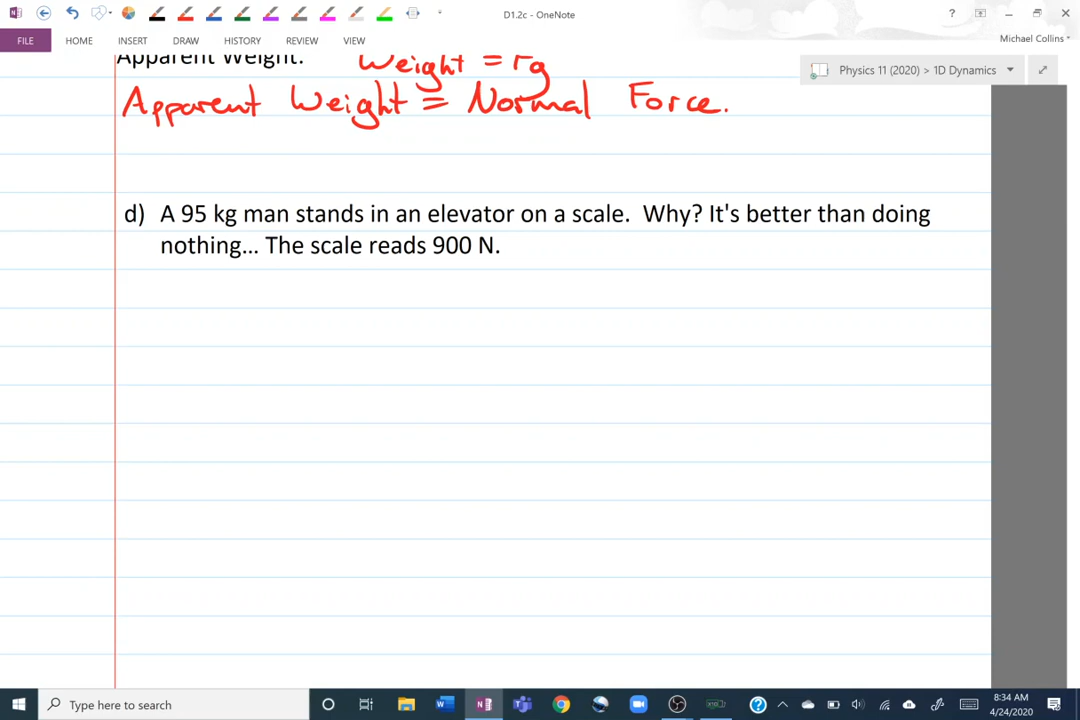 D1.2c - OneNote
?
Michael Collins
FILE HOME INSERT DRAW HISTORY REVIEW VIEW
Physics 11 (2020) > 1D Dynamics
Apparent Weight: Weight = Fg
Apparent Weight = Normal Force.
d) A 95 kg man stands in an elevator on a scale. Why? It's better than doing
nothing... The scale reads 900 N.
Type here to search
8:34 AM
4/24/2020